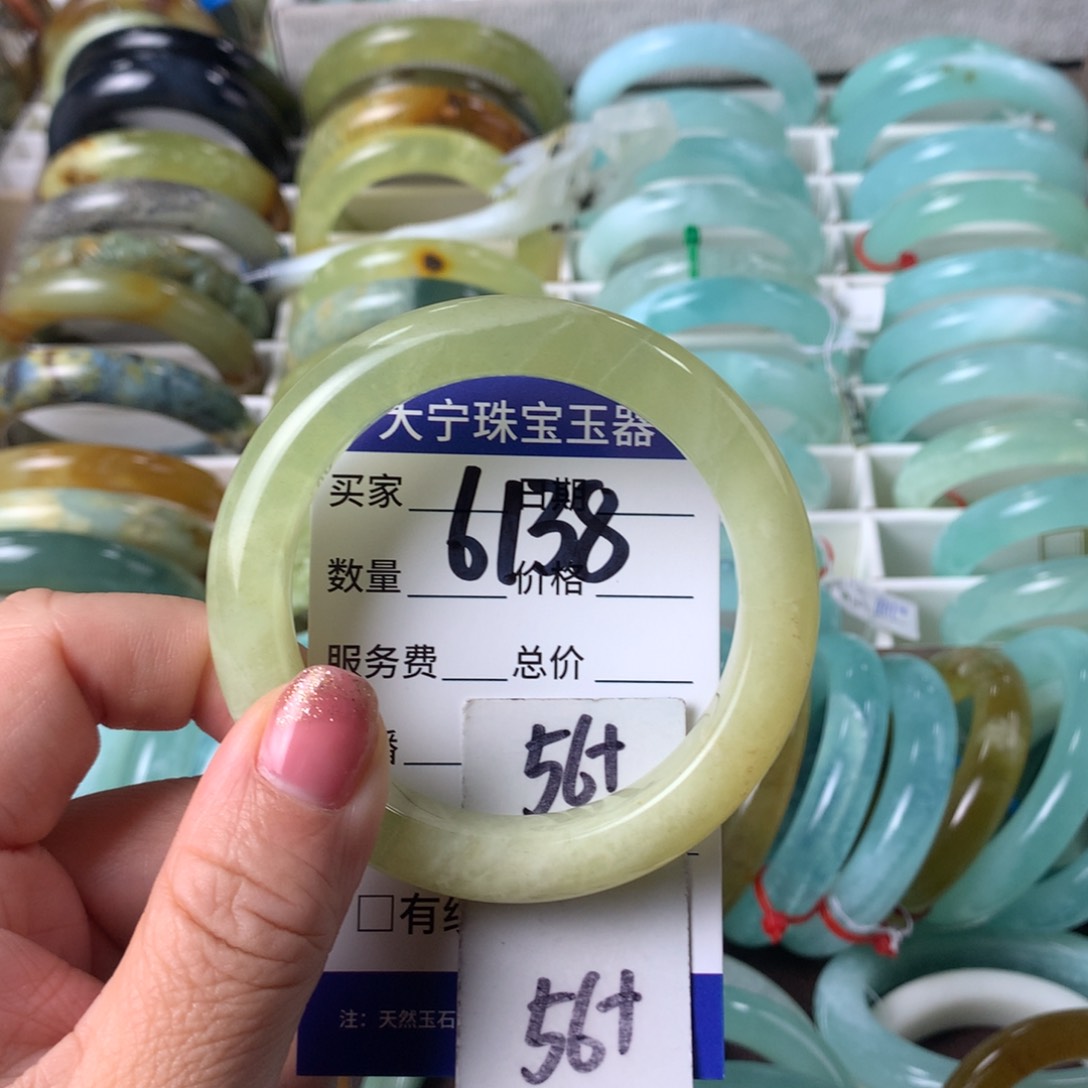 大宁珠宝玉器
买家 日期
6138
数量 价格
服务费 总价
播
56+
□有
56+
注：天然玉石